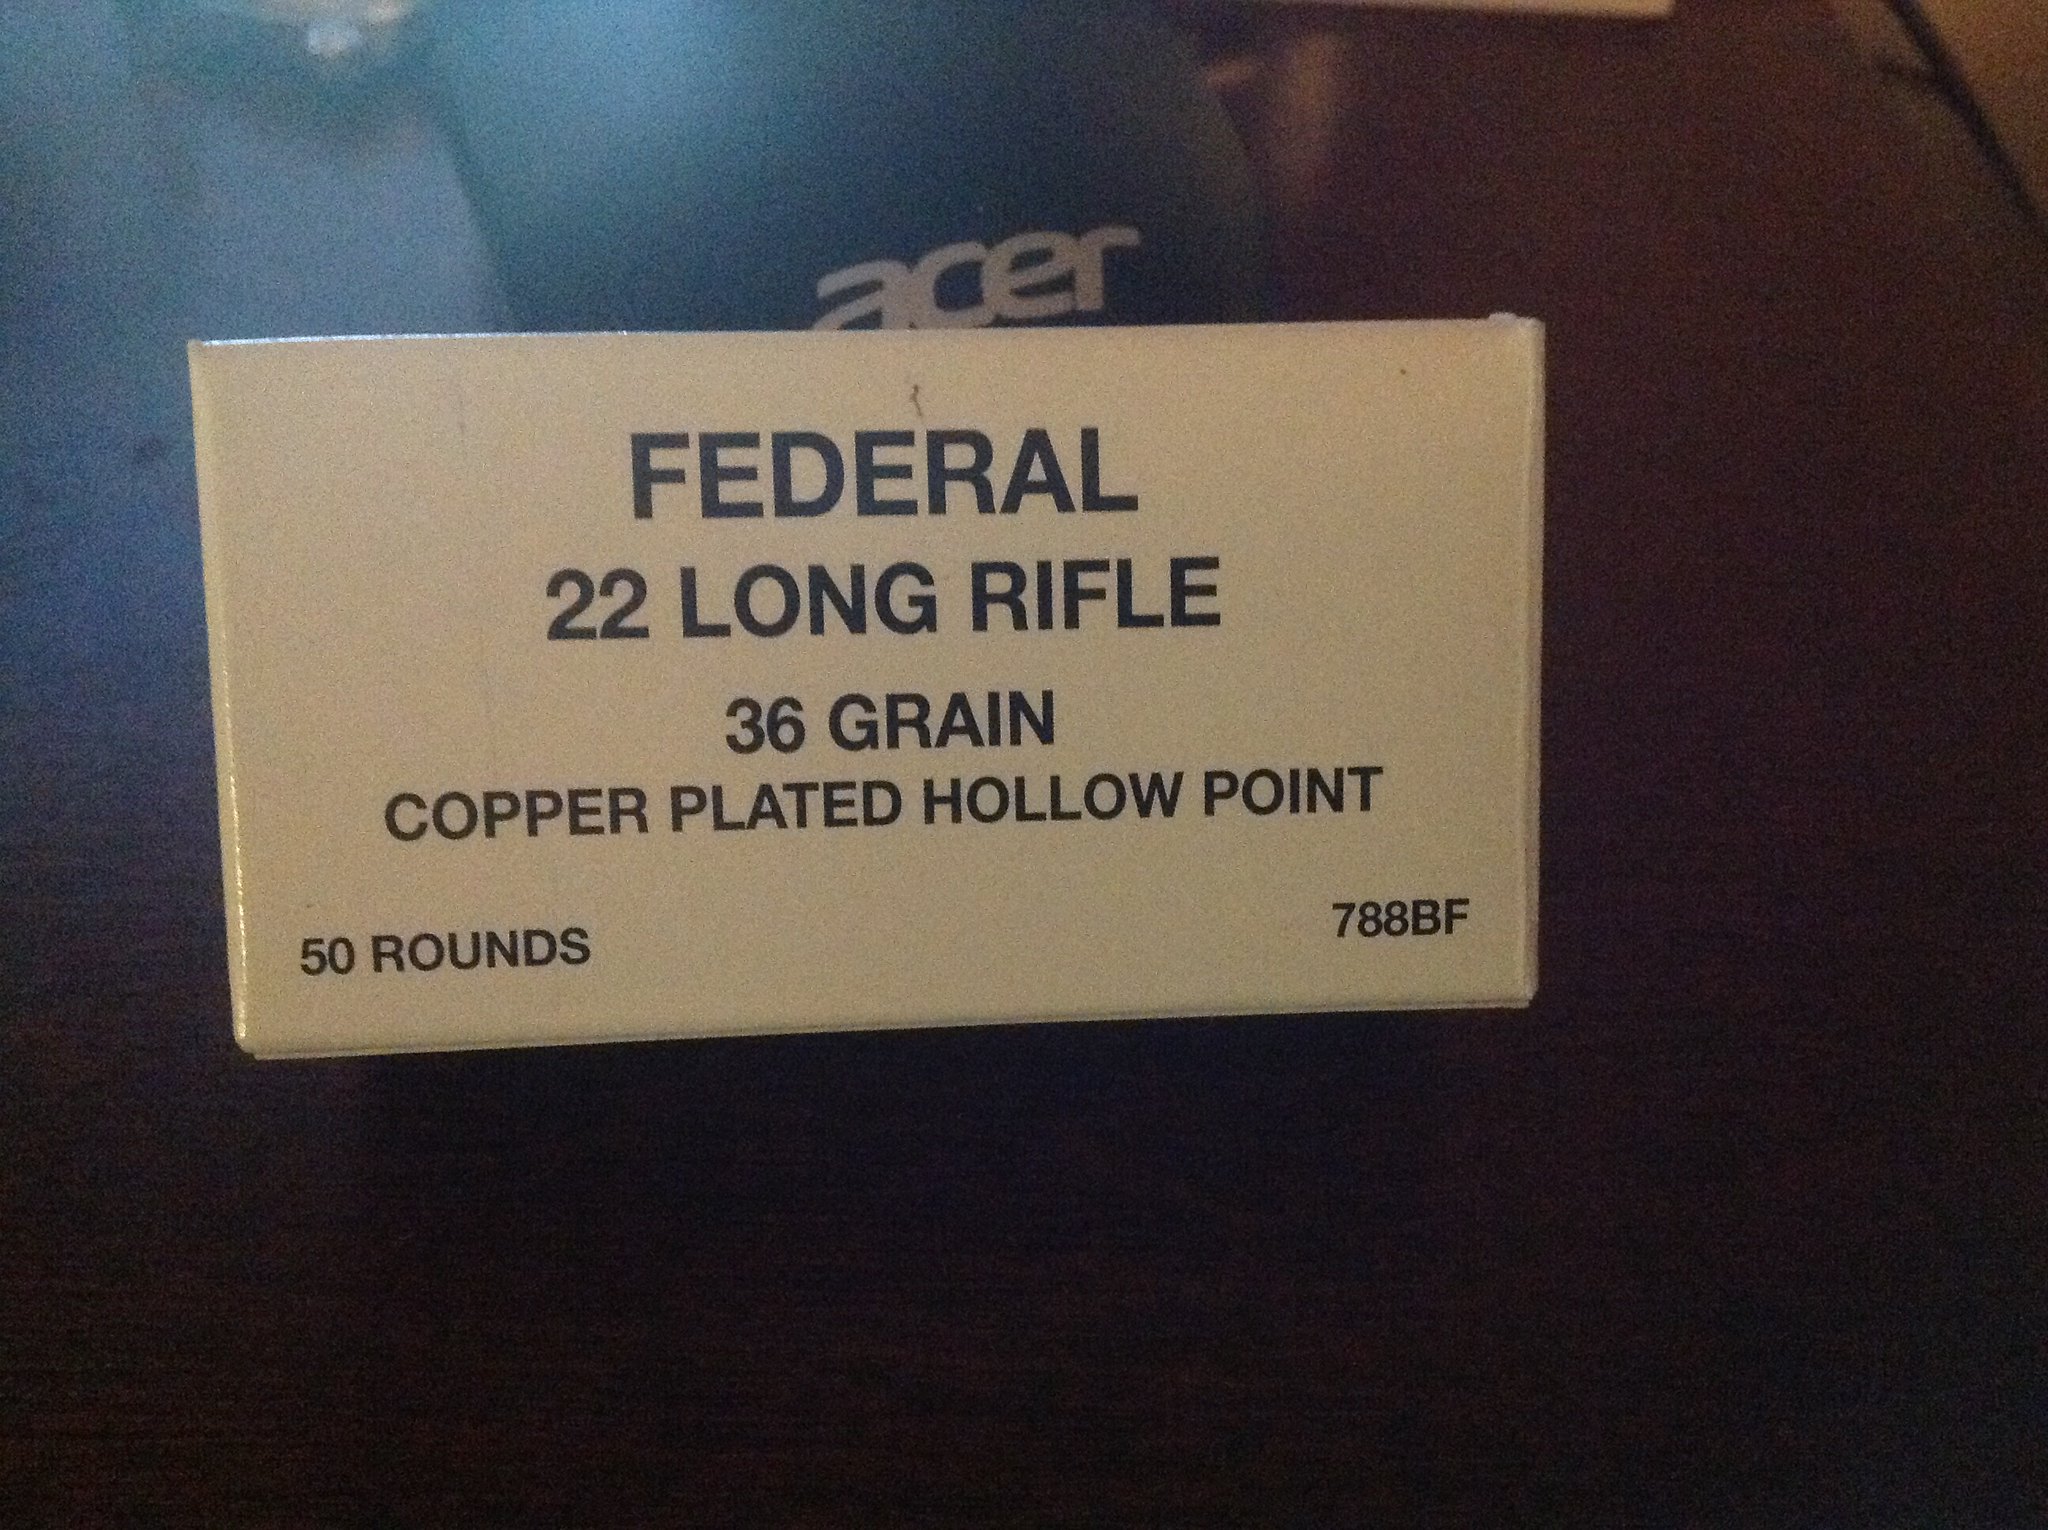 acer
FEDERAL
22 LONG RIFLE
36 GRAIN
COPPER PLATED HOLLOW POINT
50 ROUNDS
788BF